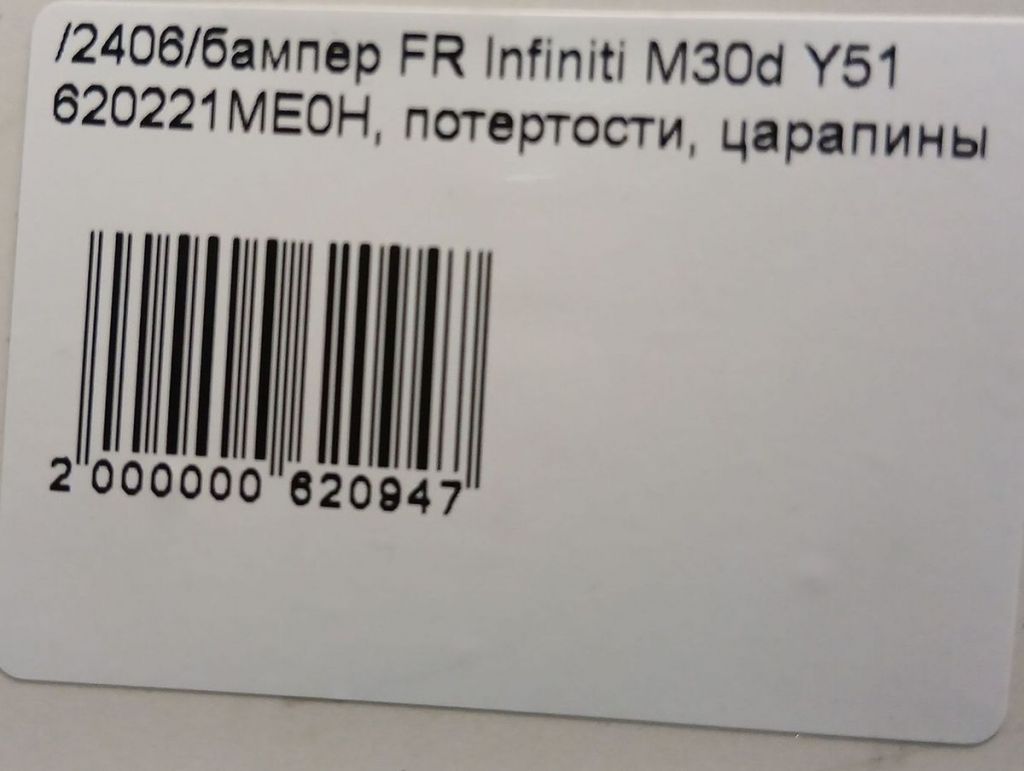 /2406/бампер FR Infiniti M30d Y51
620221ME0H, потертости, царапины
2 000000 620947